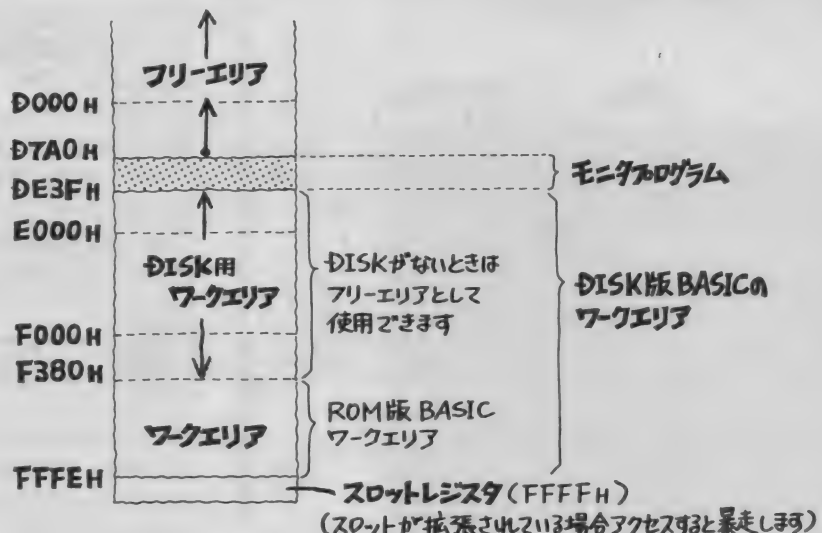 フリーエリア
D000H
D7A0H
モニタプログラム
DE3FH
E000H
DISK用
ワークエリア
DISKがないときは
フリーエリアとして
使用できます
DISK版BASICの
ワークエリア
F000H
F380H
ワークエリア
ROM版BASIC
ワークエリア
FFFEH
スロットレジスタ(FFFFH)
(スロットが拡張されている場合アクセスすると暴走します)